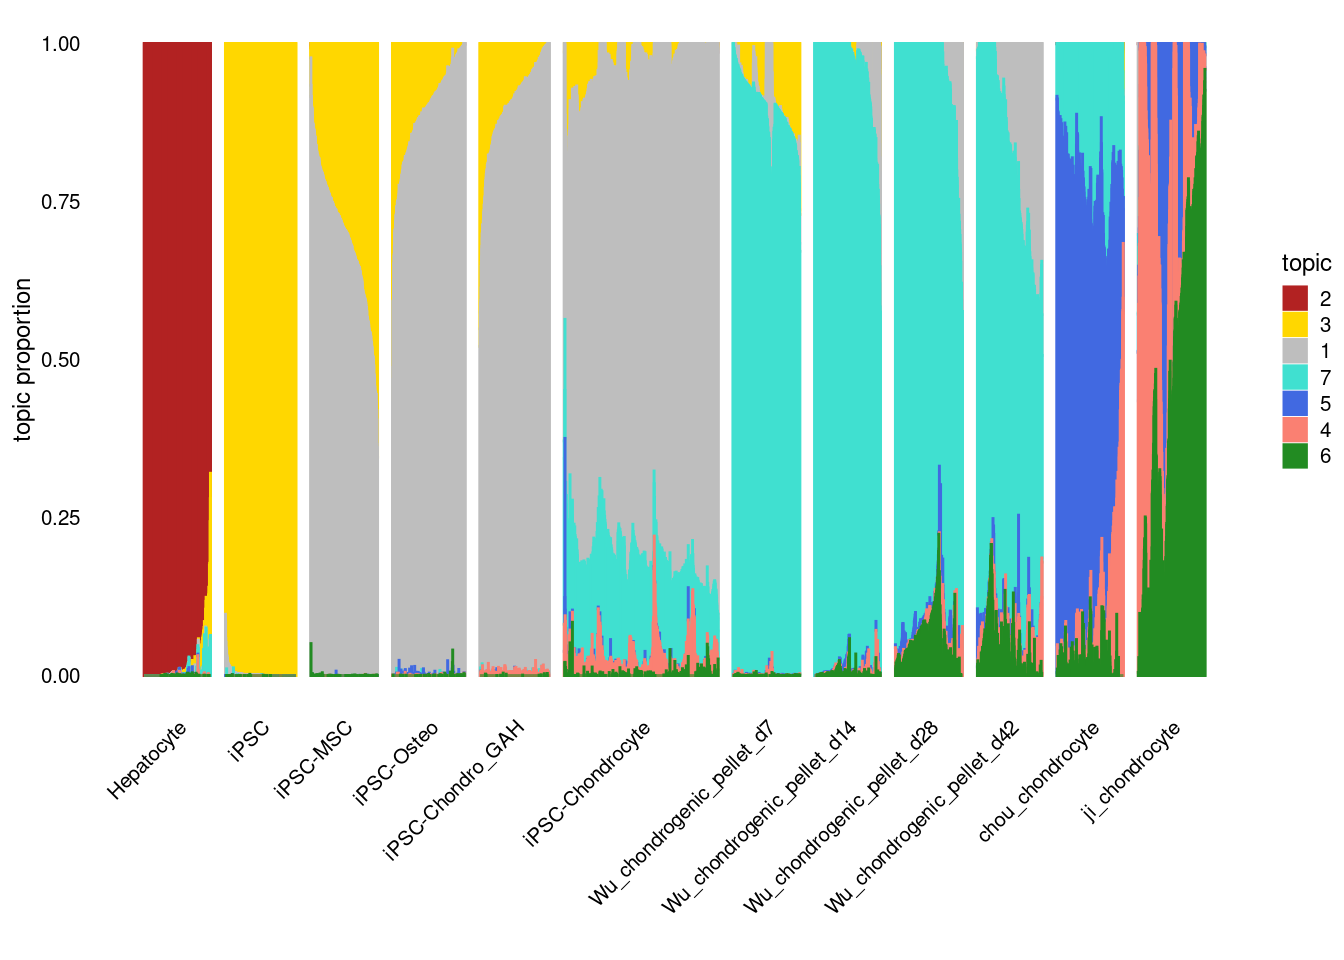 1.00
0.75
0.50
0.25
0.00
topic proportion
Hepatocyte
iPSC
iPSC-MSC
iPSC-Osteo
iPSC-Chondro_GAH
iPSC-Chondrocyte
Wu_chondrogenic_pellet_d7
Wu_chondrogenic_pellet_d14
Wu_chondrogenic_pellet_d28
Wu_chondrogenic_pellet_d42
chou_chondrocyte
ji_chondrocyte
topic
2
3
1
7
5
4
6